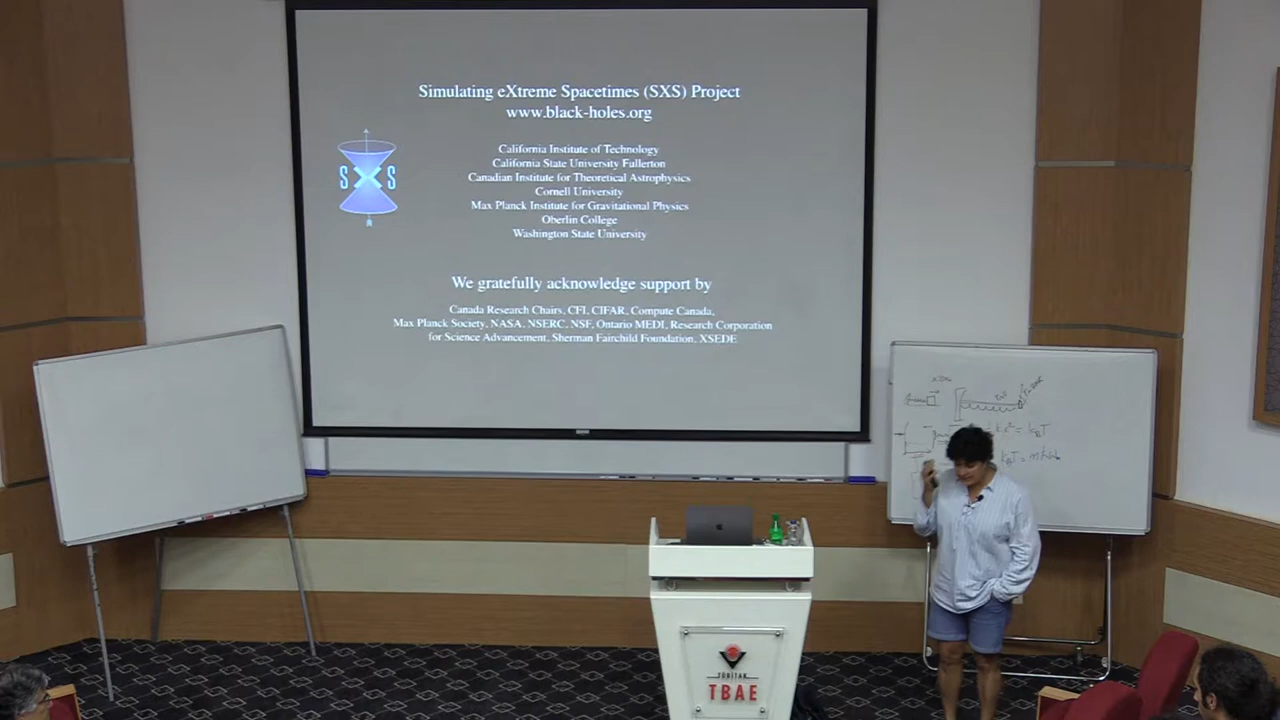 Simulating eXtreme Spacetimes (SXS) Project
www.black-holes.org
SXS
California Institute of Technology
California State University Fullerton
Canadian Institute for Theoretical Astrophysics
Cornell University
Max Planck Institute for Gravitational Physics
Oberlin College
Washington State University
We gratefully acknowledge support by
Canada Research Chairs, CFI, CIFAR, Compute Canada,
Max Planck Society, NASA, NSERC, NSF, Ontario MEDI, Research Corporation
for Science Advancement, Sherman Fairchild Foundation, XSEDE
TÜBİTAK
TBAE